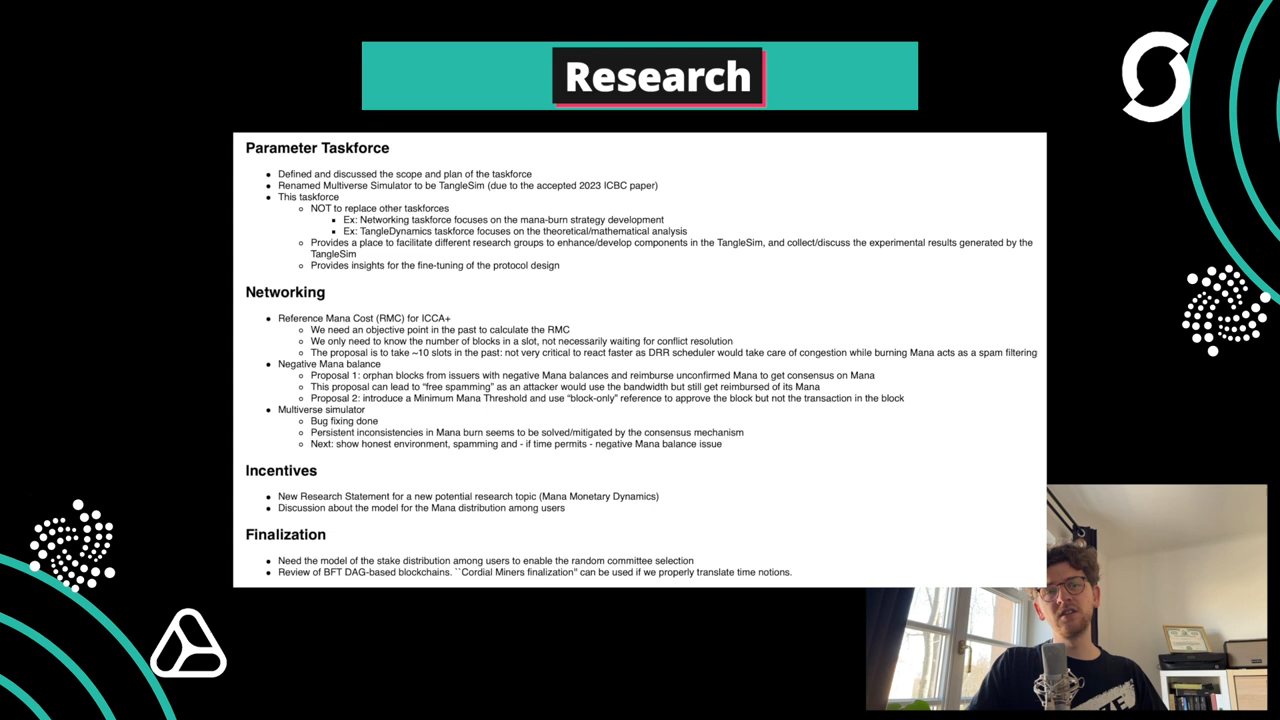 Research
Parameter Taskforce
● Defined and discussed the scope and plan of the taskforce
● Renamed Multiverse Simulator to be TangleSim (due to the accepted 2023 ICBC paper)
● This taskforce
○ NOT to replace other taskforces
■ Ex: Networking taskforce focuses on the mana-burn strategy development
■ Ex: TangleDynamics taskforce focuses on the theoretical/mathematical analysis
○ Provides a place to facilitate different research groups to enhance/develop components in the TangleSim, and collect/discuss the experimental results generated by the
TangleSim
○ Provides insights for the fine-tuning of the protocol design
Networking
● Reference Mana Cost (RMC) for ICCA+
○ We need an objective point in the past to calculate the RMC
○ We only need to know the number of blocks in a slot, not necessarily waiting for conflict resolution
○ The proposal is to take ~10 slots in the past: not very critical to react faster as DRR scheduler would take care of congestion while burning Mana acts as a spam filtering
● Negative Mana balance
○ Proposal 1: orphan blocks from issuers with negative Mana balances and reimburse unconfirmed Mana to get consensus on Mana
○ This proposal can lead to “free spamming” as an attacker would use the bandwidth but still get reimbursed of its Mana
○ Proposal 2: introduce a Minimum Mana Threshold and use “block-only” reference to approve the block but not the transaction in the block
● Multiverse simulator
○ Bug fixing done
○ Persistent inconsistencies in Mana burn seems to be solved/mitigated by the consensus mechanism
○ Next: show honest environment, spamming and - if time permits - negative Mana balance issue
Incentives
● New Research Statement for a new potential research topic (Mana Monetary Dynamics)
● Discussion about the model for the Mana distribution among users
Finalization
● Need the model of the stake distribution among users to enable the random committee selection
● Review of BFT DAG-based blockchains. ``Cordial Miners finalization” can be used if we properly translate time notions.